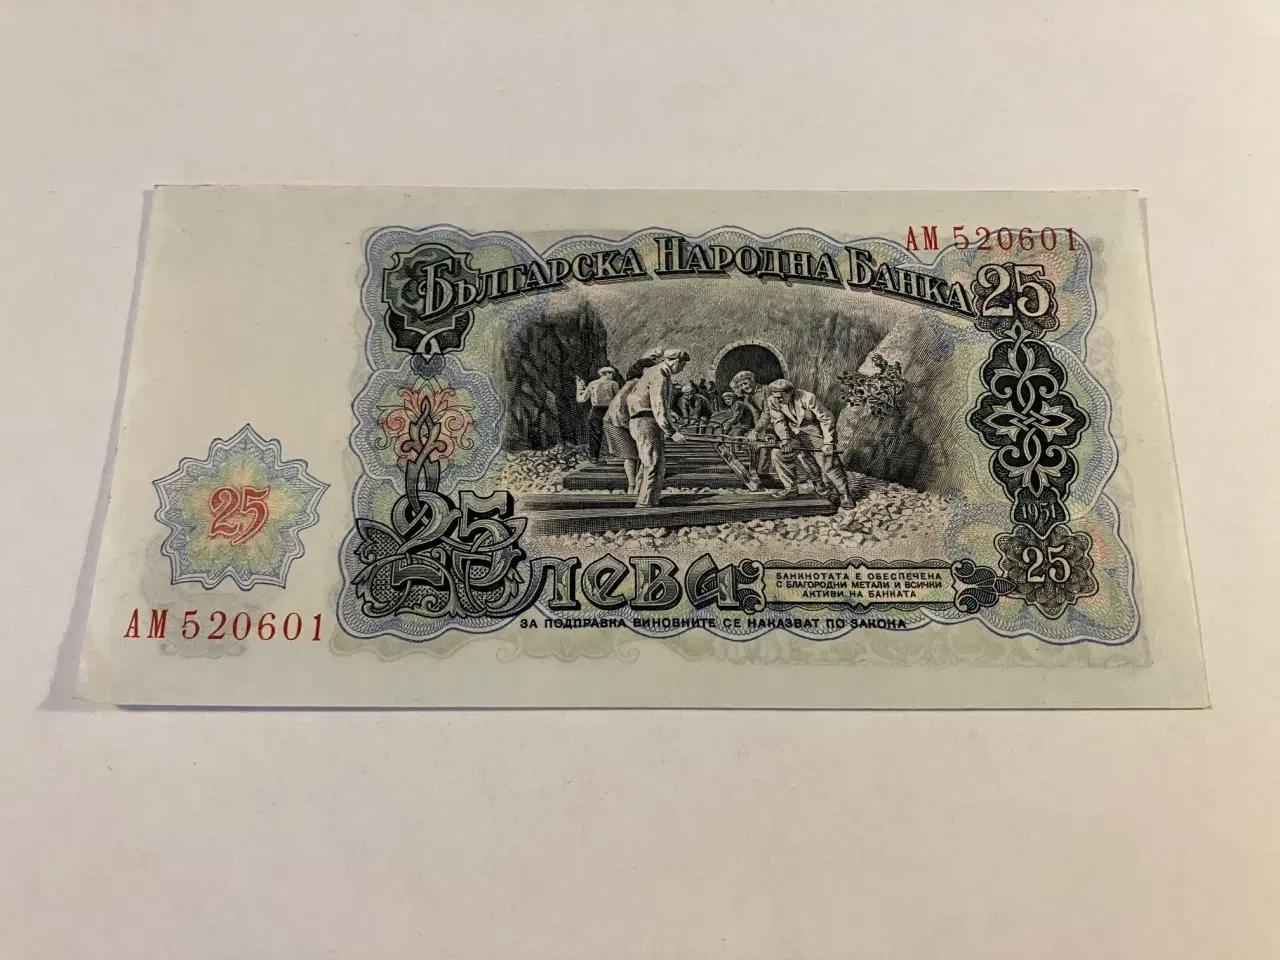 АМ 520601
Българска Народна Банка
25
25
1951
25
25 лева
БАНКНОТАТА Е ОБЕСПЕЧЕНА
С БЛАГОРОДНИ МЕТАЛИ И ВСИЧКИ
АКТИВИ НА БАНКАТА
АМ 520601
ЗА ПОДПРАВКА ВИНОВНИТЕ СЕ НАКАЗВАТ ПО ЗАКОНА